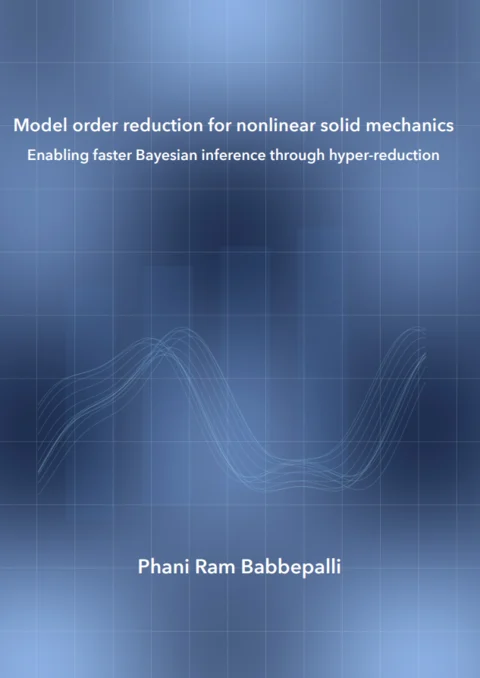 Model order reduction for nonlinear solid mechanics
Enabling faster Bayesian inference through hyper-reduction
Phani Ram Babbepalli